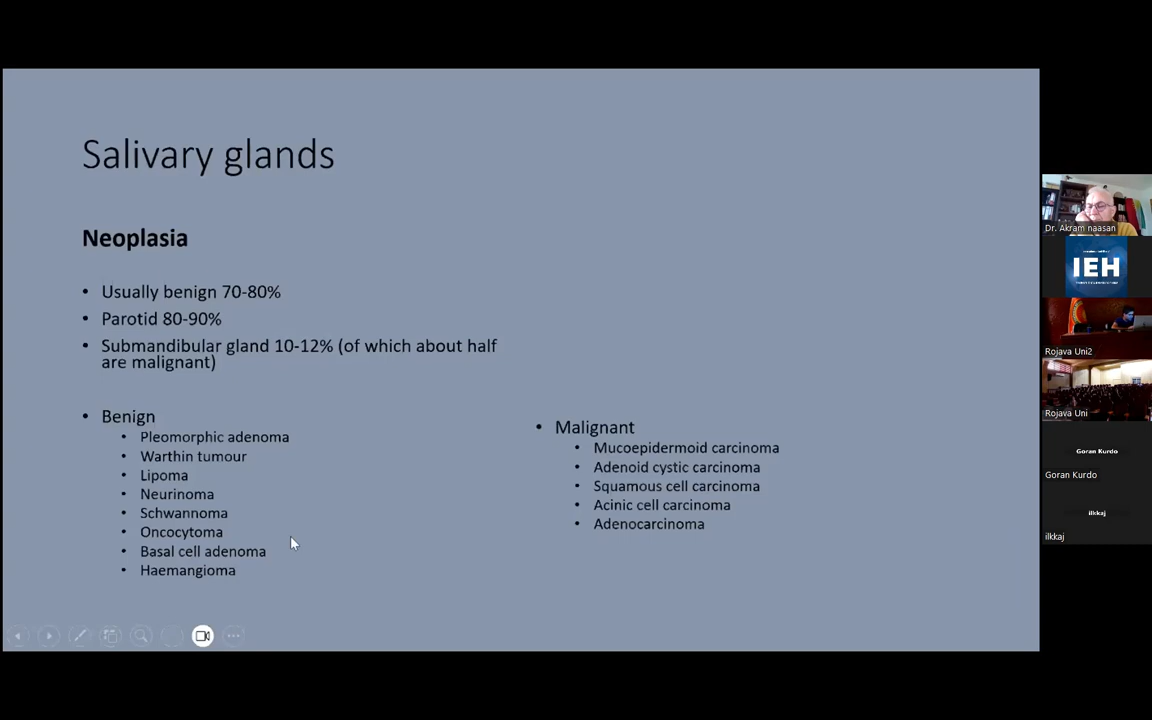 Salivary glands
Neoplasia
• Usually benign 70-80%
• Parotid 80-90%
• Submandibular gland 10-12% (of which about half
are malignant)
• Benign
• Pleomorphic adenoma
• Warthin tumour
• Lipoma
• Neurinoma
• Schwannoma
• Oncocytoma
• Basal cell adenoma
• Haemangioma
• Malignant
• Mucoepidermoid carcinoma
• Adenoid cystic carcinoma
• Squamous cell carcinoma
• Acinic cell carcinoma
• Adenocarcinoma
Dr. Akram naasan
IEH
Rojava Uni2
Rojava Uni
Goran Kurdo
Goran Kurdo
ilkkaj
ilkkaj